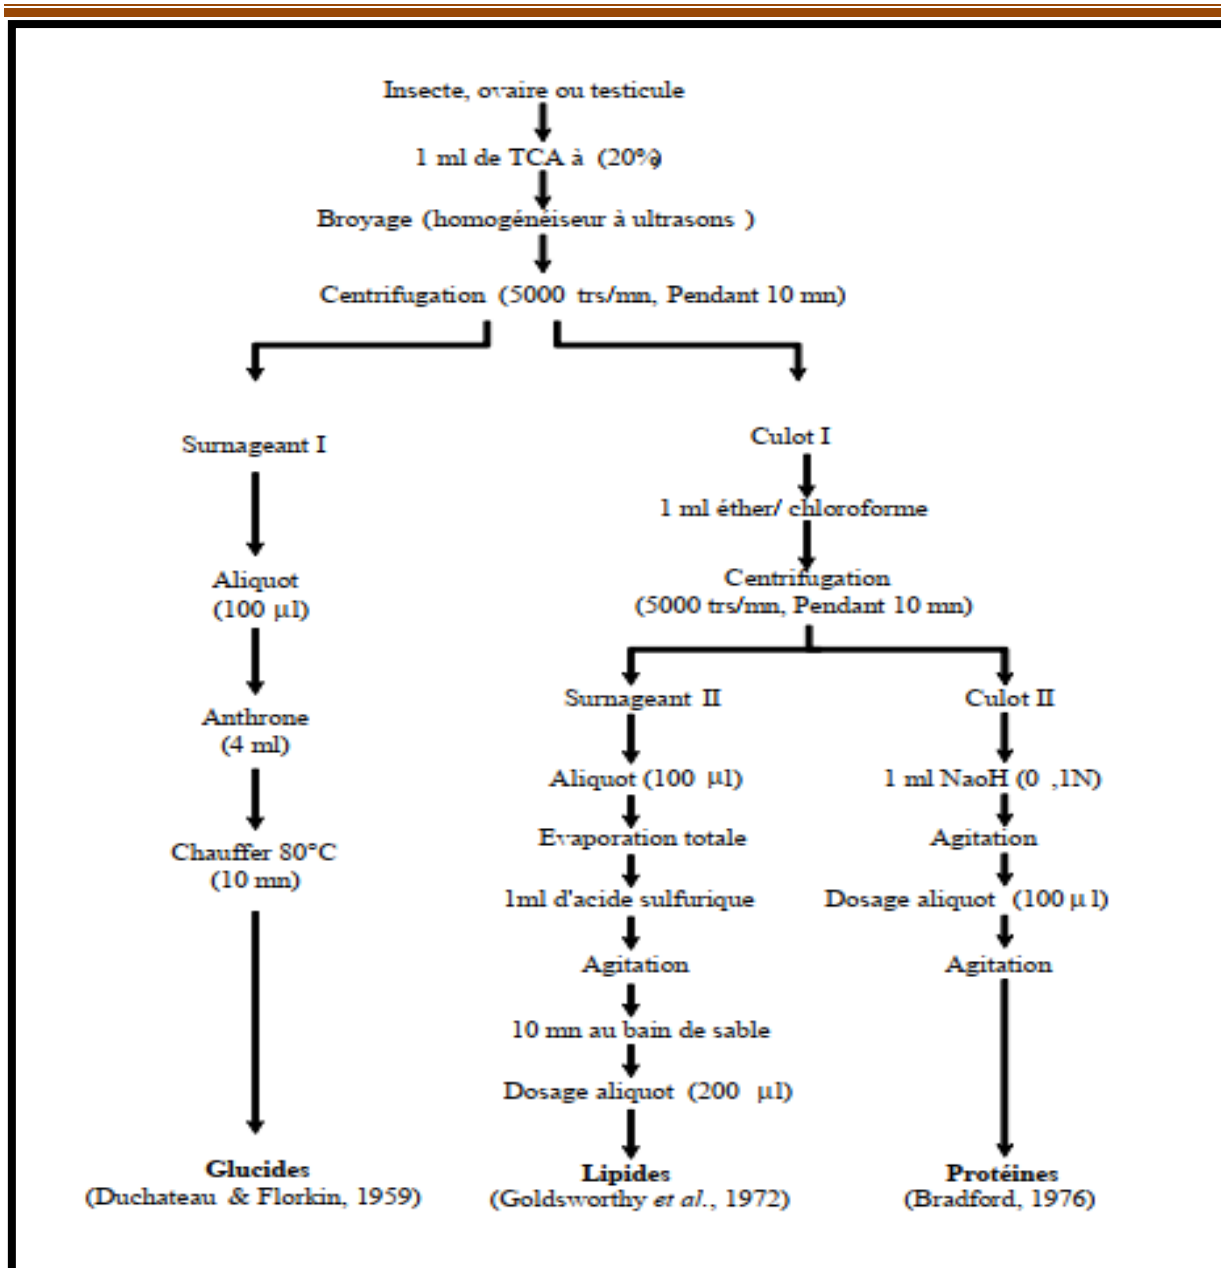 Insecte, ovaire ou testicule
1 ml de TCA à (20%)
Broyage (homogénéiseur à ultrasons )
Centrifugation (5000 trs/mn, Pendant 10 mn)
Surnageant I
Aliquot
(100 µl)
Anthrone
(4 ml)
Chauffer 80°C
(10 mn)
Glucides
(Duchateau & Florkin, 1959)
Culot I
1 ml éther/ chloroforme
Centrifugation
(5000 trs/mn, Pendant 10 mn)
Surnageant II
Aliquot (100 µl)
Evaporation totale
1ml d'acide sulfurique
Agitation
10 mn au bain de sable
Dosage aliquot (200 µl)
Lipides
(Goldsworthy et al., 1972)
Culot II
1 ml NaoH (0 ,1N)
Agitation
Dosage aliquot (100 µl)
Agitation
Protéines
(Bradford, 1976)